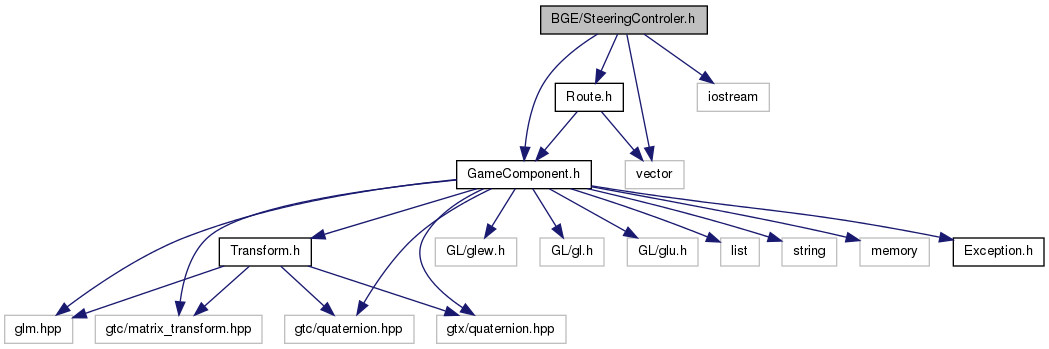 BGE/SteeringControler.h
Route.h
iostream
GameComponent.h
vector
Transform.h
GL/glew.h
GL/gl.h
GL/glu.h
list
string
memory
Exception.h
glm.hpp
gtc/matrix_transform.hpp
gtc/quaternion.hpp
gtx/quaternion.hpp